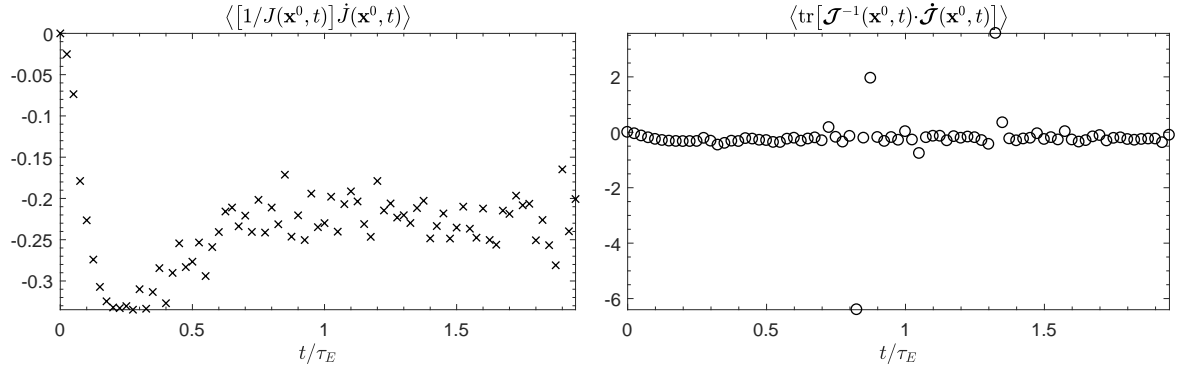 ⟨[1/J(x⁰, t)] J̇(x⁰, t)⟩
0
-0.05
-0.1
-0.15
-0.2
-0.25
-0.3
0 0.5 1 1.5
t/τ_E
⟨tr[𝓙⁻¹(x⁰, t)·𝓙̇(x⁰, t)]⟩
2
0
-2
-4
-6
0 0.5 1 1.5
t/τ_E